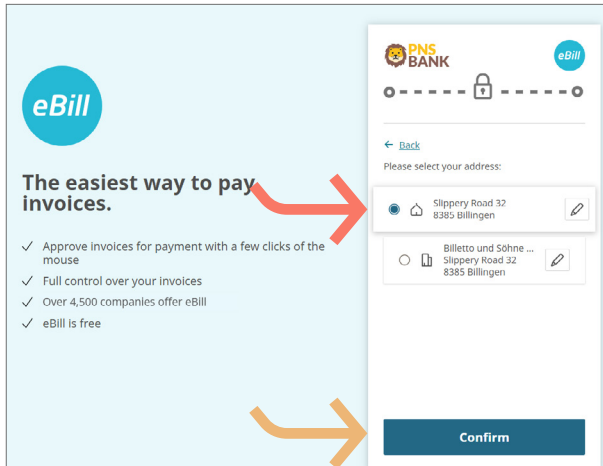 eBill
The easiest way to pay
invoices.
Approve invoices for payment with a few clicks of the
mouse
Full control over your invoices
Over 4,500 companies offer eBill
eBill is free
PNS
BANK
eBill
Back
Please select your address:
Slippery Road 32
8385 Billingen
Billetto und Söhne ...
Slippery Road 32
8385 Billingen
Confirm